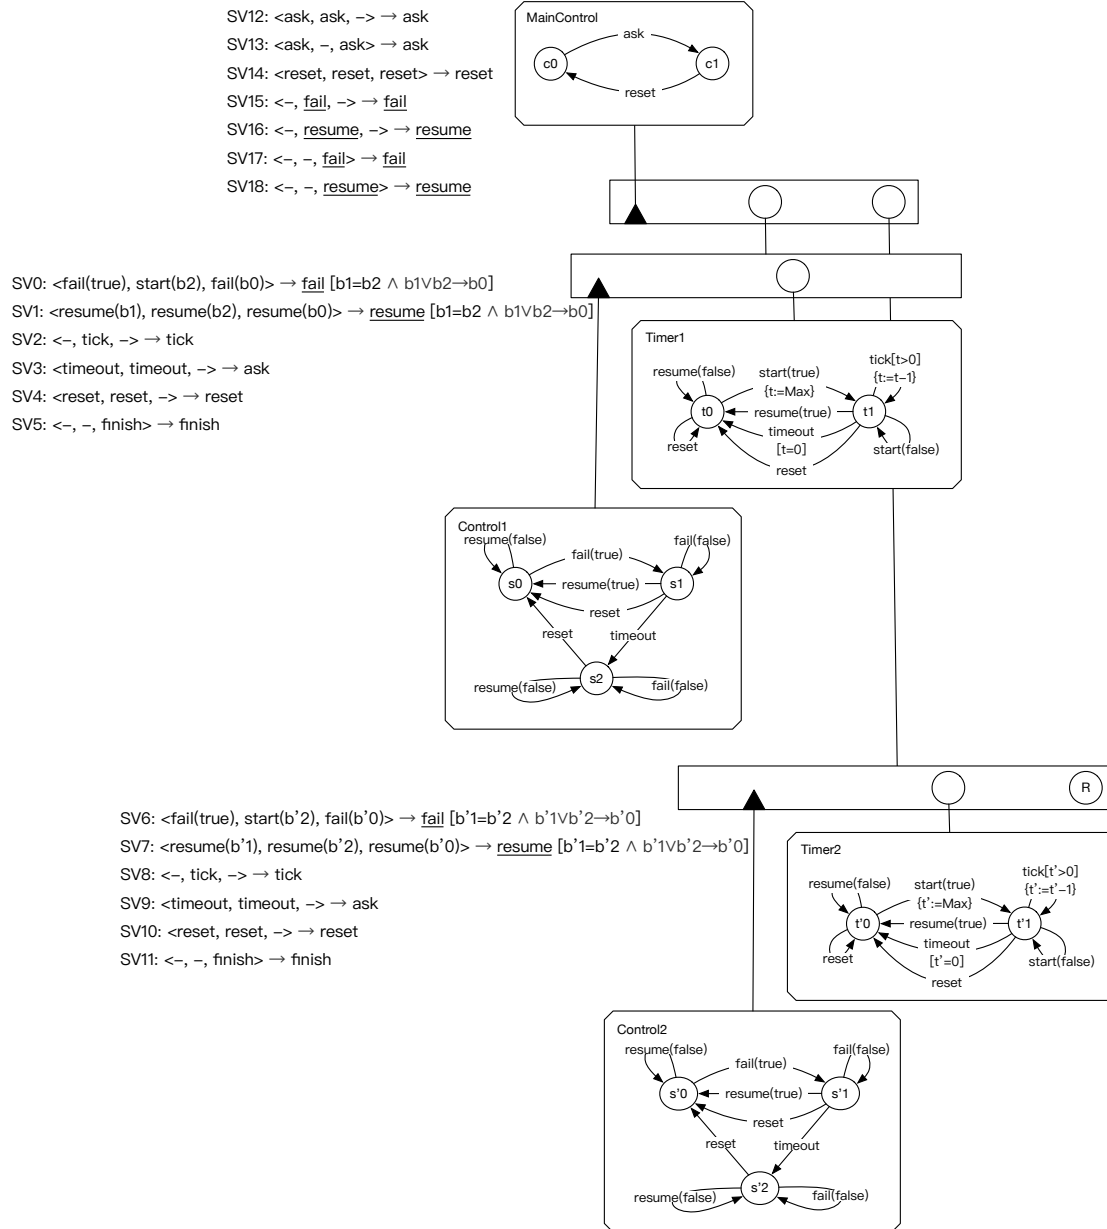 SV12: <ask, ask, –> → ask
SV13: <ask, –, ask> → ask
SV14: <reset, reset, reset> → reset
SV15: <–, fail, –> → fail
SV16: <–, resume, –> → resume
SV17: <–, –, fail> → fail
SV18: <–, –, resume> → resume
MainControl
ask
c0
c1
reset
SV0: <fail(true), start(b2), fail(b0)> → fail [b1=b2 ∧ b1∨b2→b0]
SV1: <resume(b1), resume(b2), resume(b0)> → resume [b1=b2 ∧ b1∨b2→b0]
SV2: <–, tick, –> → tick
SV3: <timeout, timeout, –> → ask
SV4: <reset, reset, –> → reset
SV5: <–, –, finish> → finish
Timer1
tick[t>0]
{t:=t–1}
resume(false)
start(true)
{t:=Max}
t0
resume(true)
t1
timeout
[t=0]
reset
start(false)
reset
Control1
resume(false)
fail(true)
fail(false)
s0
resume(true)
s1
reset
reset
timeout
s2
resume(false)
fail(false)
R
SV6: <fail(true), start(b'2), fail(b'0)> → fail [b'1=b'2 ∧ b'1∨b'2→b'0]
SV7: <resume(b'1), resume(b'2), resume(b'0)> → resume [b'1=b'2 ∧ b'1∨b'2→b'0]
SV8: <–, tick, –> → tick
SV9: <timeout, timeout, –> → ask
SV10: <reset, reset, –> → reset
SV11: <–, –, finish> → finish
Timer2
tick[t'>0]
{t':=t'–1}
resume(false)
start(true)
{t':=Max}
t'0
resume(true)
t'1
timeout
[t'=0]
reset
start(false)
reset
Control2
resume(false)
fail(true)
fail(false)
s'0
resume(true)
s'1
reset
reset
timeout
s'2
resume(false)
fail(false)